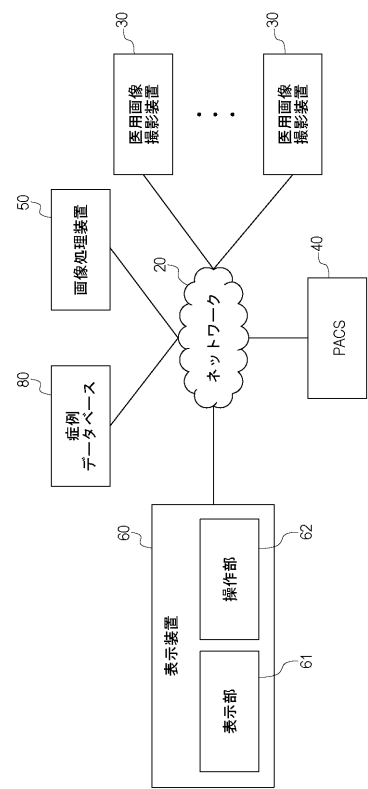 80
症例
データベース
50
画像処理装置
30
医用画像
撮影装置
30
医用画像
撮影装置
20
ネットワーク
40
PACS
60
表示装置
61
表示部
62
操作部